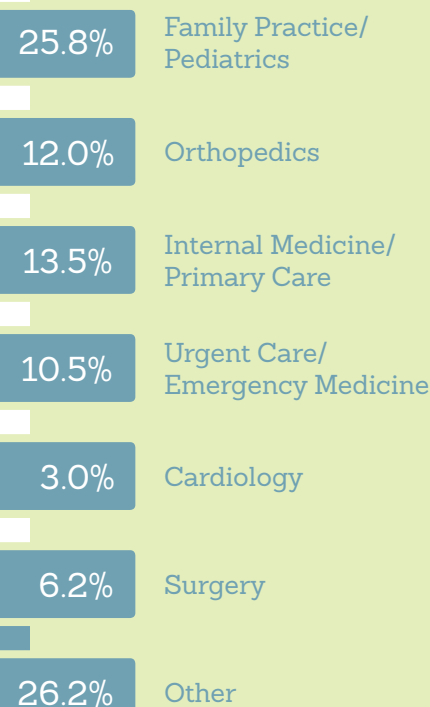 25.8%
Family Practice/
Pediatrics
12.0%
Orthopedics
13.5%
Internal Medicine/
Primary Care
10.5%
Urgent Care/
Emergency Medicine
3.0%
Cardiology
6.2%
Surgery
26.2%
Other